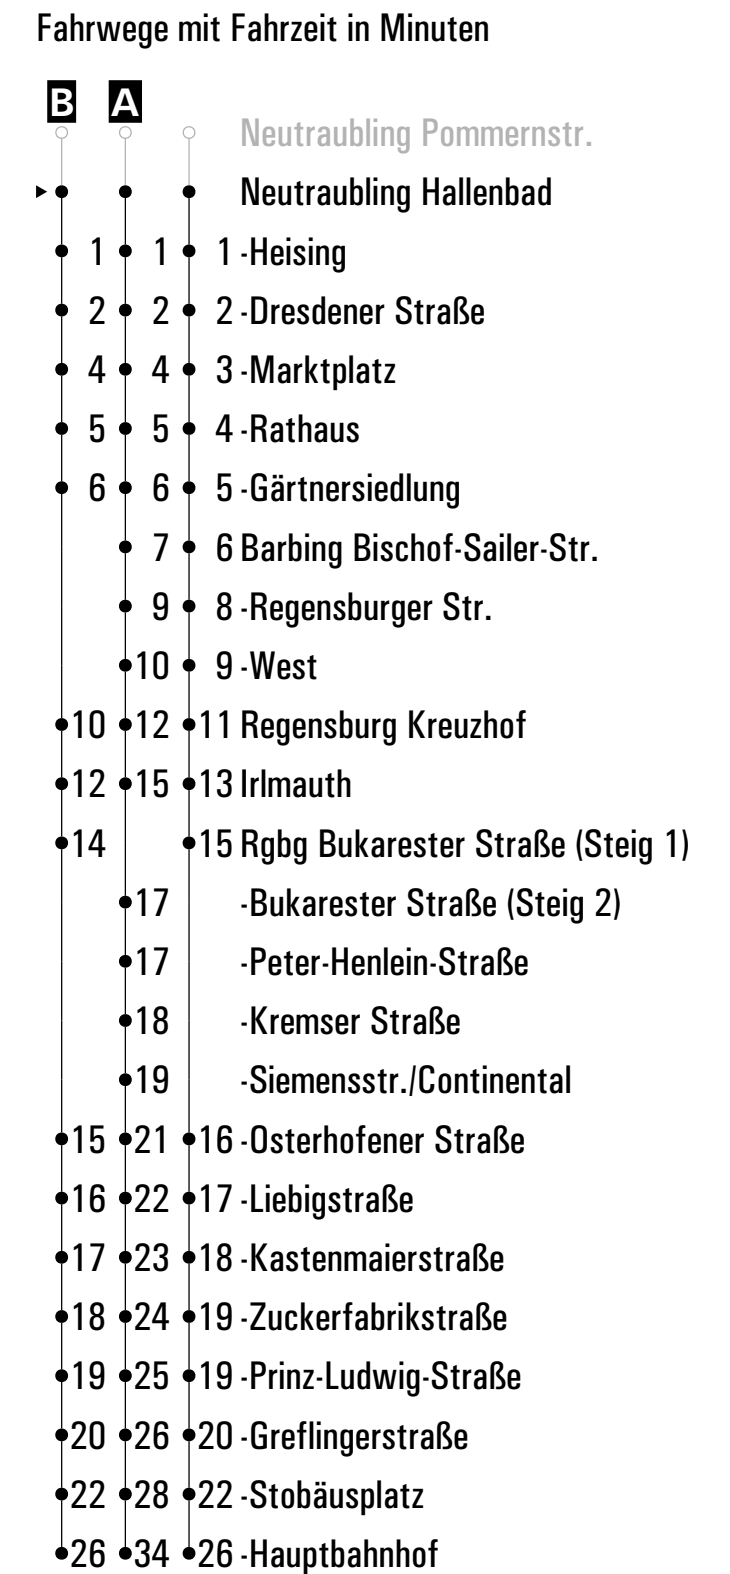 Fahrwege mit Fahrzeit in Minuten
B A
Neutraubling Pommernstr.
Neutraubling Hallenbad
1 1 1 -Heising
2 2 2 -Dresdener Straße
4 4 3 -Marktplatz
5 5 4 -Rathaus
6 6 5 -Gärtnersiedlung
7 6 Barbing Bischof-Sailer-Str.
9 8 -Regensburger Str.
10 9 -West
10 12 11 Regensburg Kreuzhof
12 15 13 Irlmauth
14 15 Rgbg Bukarester Straße (Steig 1)
17 -Bukarester Straße (Steig 2)
17 -Peter-Henlein-Straße
18 -Kremser Straße
19 -Siemensstr./Continental
15 21 16 -Osterhofener Straße
16 22 17 -Liebigstraße
17 23 18 -Kastenmaierstraße
18 24 19 -Zuckerfabrikstraße
19 25 19 -Prinz-Ludwig-Straße
20 26 20 -Greflingerstraße
22 28 22 -Stobäusplatz
26 34 26 -Hauptbahnhof